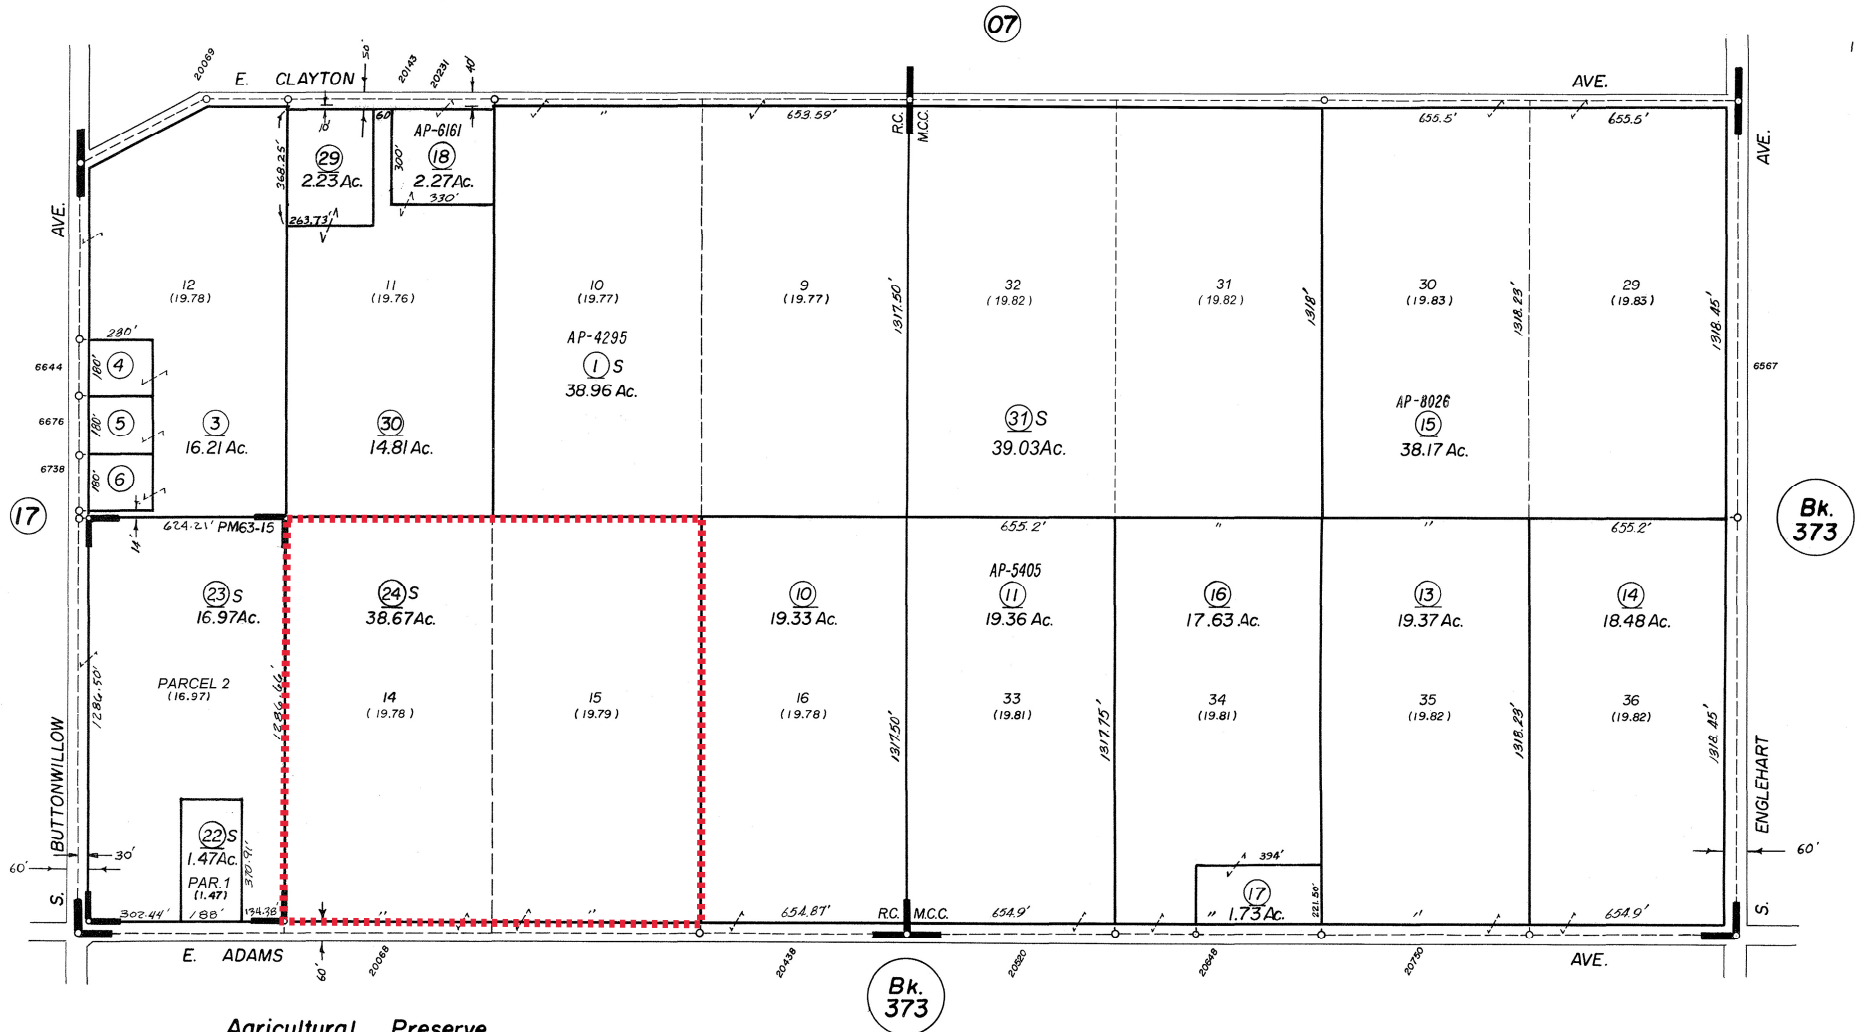 07
20069
E. CLAYTON
50'
20143
20231
40'
AVE.
10'
60'
AP-6161
"
653.59'
R.C.
M.C.C.
655.5'
655.5'
AVE.
368.25'
29
2.23 Ac.
300'
18
2.27 Ac.
330'
263.73'
AVE.
12
(19.78)
11
(19.76)
10
(19.77)
9
(19.77)
1317.50'
32
(19.82)
31
(19.82)
1318'
30
(19.83)
1318.23'
29
(19.83)
1318.45'
230'
AP-4295
6644
180'
4
1 S
38.96 Ac.
6567
6676
180'
5
3
16.21 Ac.
30
14.81 Ac.
31 S
39.03 Ac.
AP-8026
15
38.17 Ac.
6738
180'
6
17
624.21' PM63-15
14'
655.2'
"
"
655.2'
Bk.
373
23 S
16.97 Ac.
24 S
38.67 Ac.
10
19.33 Ac.
AP-5405
11
19.36 Ac.
16
17.63 Ac.
13
19.37 Ac.
14
18.48 Ac.
1286.50'
PARCEL 2
(16.97)
1286.66'
14
(19.78)
15
(19.79)
16
(19.78)
1317.50'
33
(19.81)
1317.75'
34
(19.81)
35
(19.82)
1318.23'
36
(19.82)
1318.45'
S. BUTTONWILLOW
S. ENGLEHART
60'
30'
22 S
1.47 Ac.
PAR. 1
(1.47)
370.91'
394'
17
1.73 Ac.
221.50'
60'
302.44'
188'
134.38'
"
"
654.87'
R.C.
M.C.C.
654.9'
"
"
654.9'
E. ADAMS
60'
20068
20438
20520
20648
20750
AVE.
Bk.
373
Agricultural Preserve